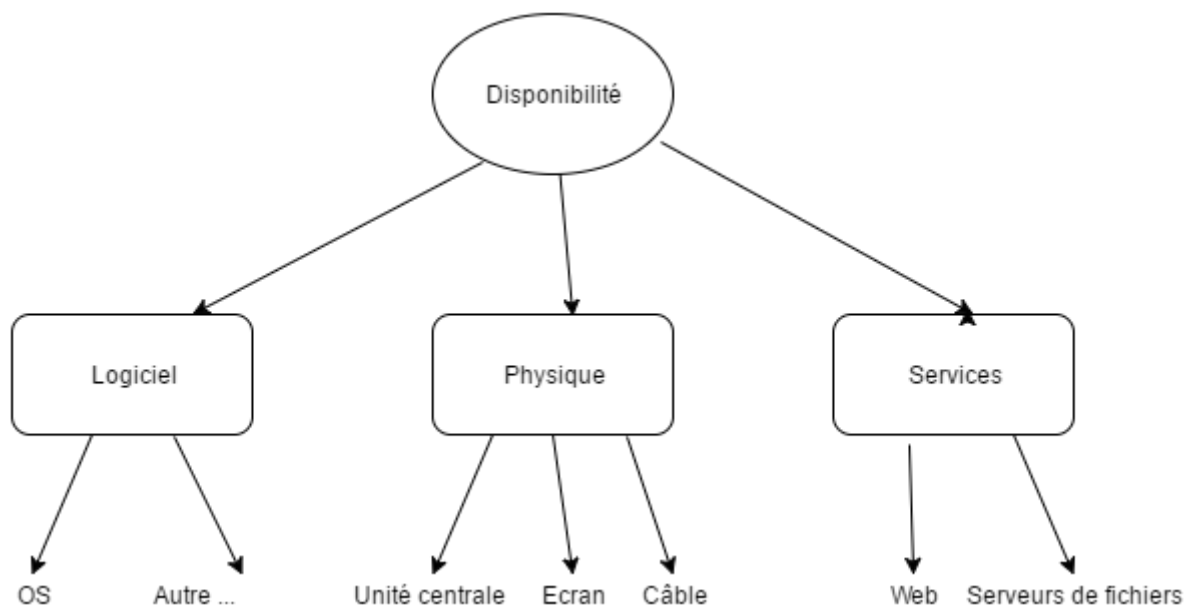 Disponibilité
Logiciel
Physique
Services
OS
Autre ...
Unité centrale
Ecran
Câble
Web
Serveurs de fichiers